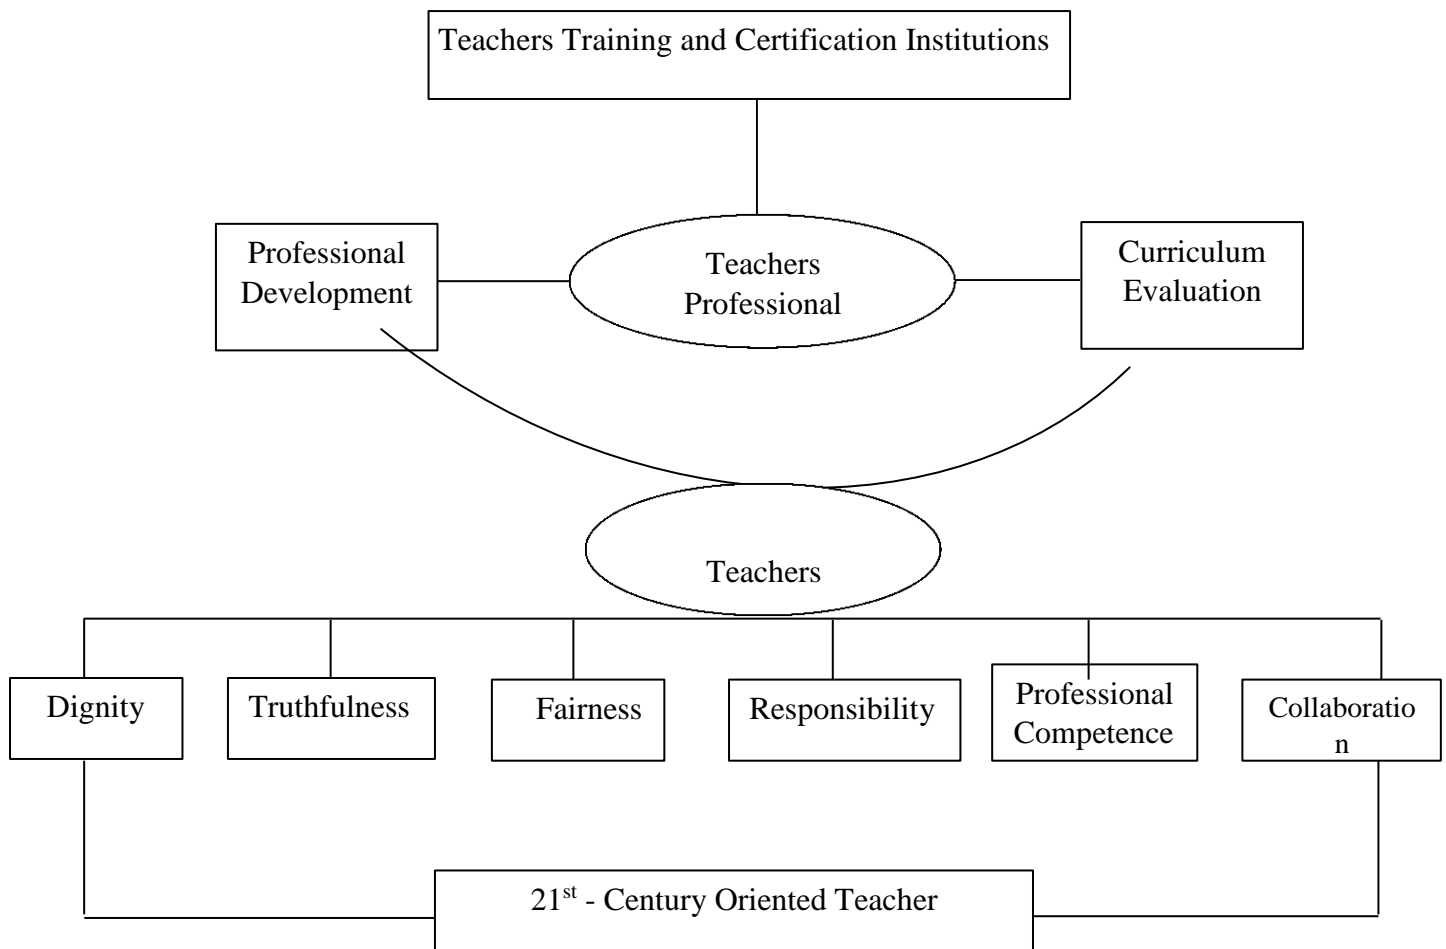 Teachers Training and Certification Institutions
Professional
Development
Teachers
Professional
Curriculum
Evaluation
Teachers
Dignity
Truthfulness
Fairness
Responsibility
Professional
Competence
Collaboratio
n
21st - Century Oriented Teacher